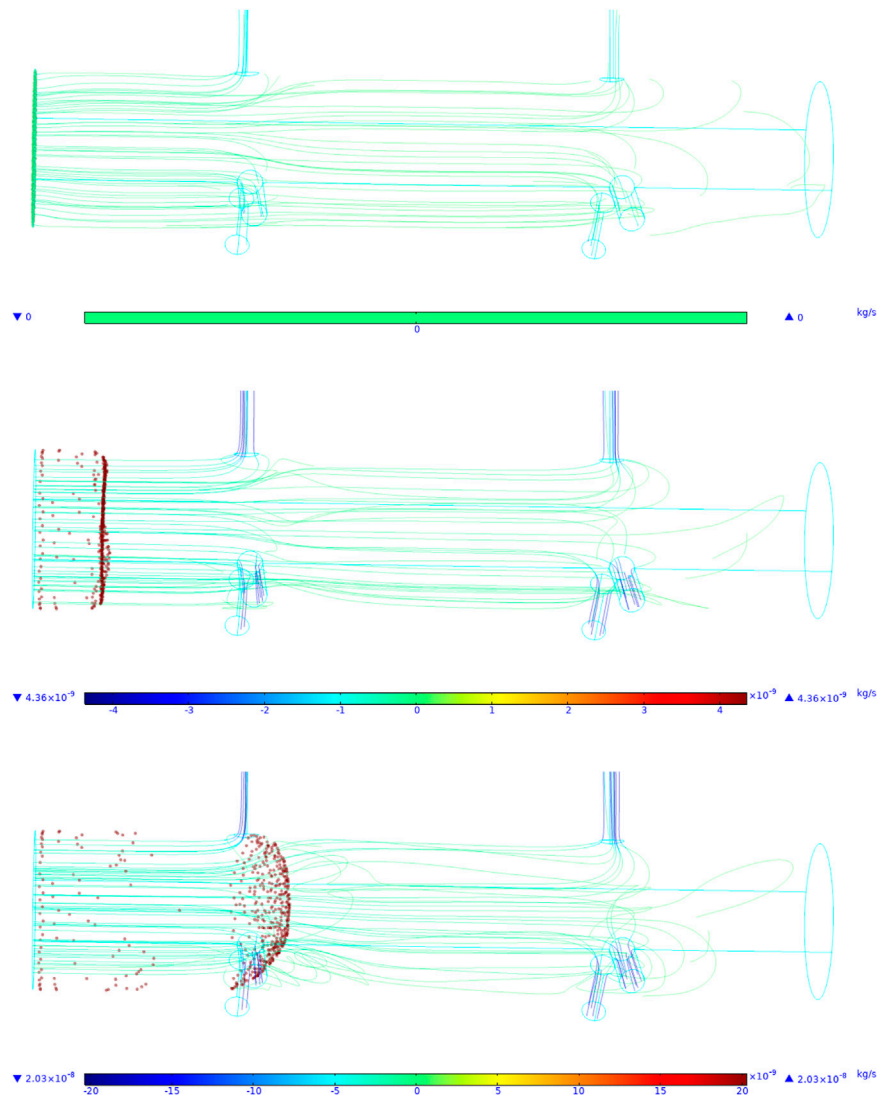 kg/s
▼ 0 ▲ 0
0
kg/s
▼ 4.36×10⁻⁹ ×10⁻⁹ ▲ 4.36×10⁻⁹
-4 -3 -2 -1 0 1 2 3 4
kg/s
▼ 2.03×10⁻⁸ ×10⁻⁹ ▲ 2.03×10⁻⁸
-20 -15 -10 -5 0 5 10 15 20